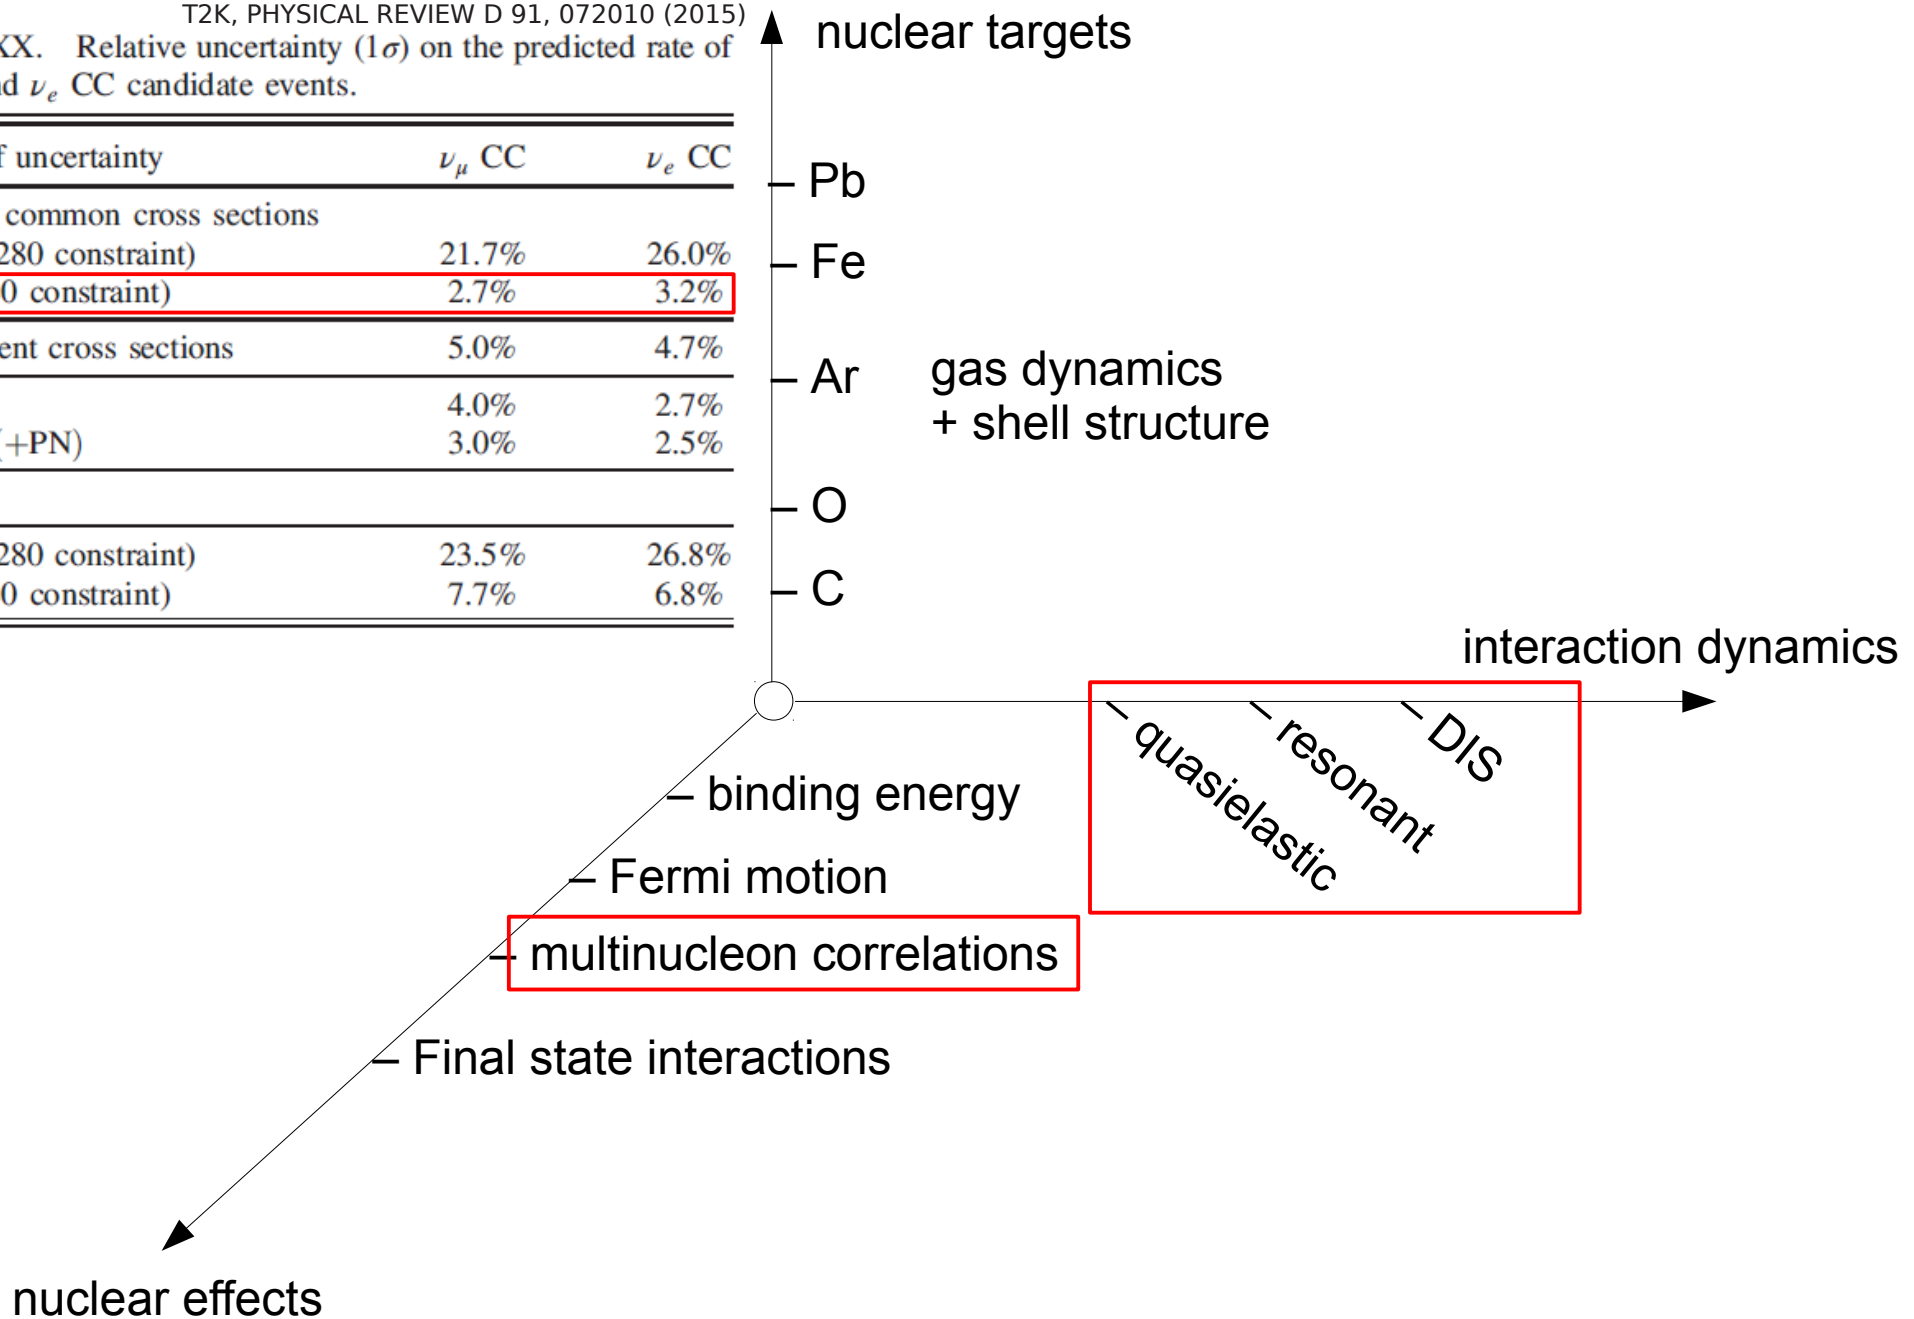 T2K, PHYSICAL REVIEW D 91, 072010 (2015)
XX. Relative uncertainty (1σ) on the predicted rate of
nd νe CC candidate events.
f uncertainty νμ CC νe CC
common cross sections
280 constraint) 21.7% 26.0%
0 constraint) 2.7% 3.2%
ent cross sections 5.0% 4.7%
4.0% 2.7%
(+PN) 3.0% 2.5%
280 constraint) 23.5% 26.8%
0 constraint) 7.7% 6.8%
nuclear targets
Pb
Fe
Ar
gas dynamics
+ shell structure
O
C
interaction dynamics
quasielastic
resonant
DIS
binding energy
Fermi motion
multinucleon correlations
Final state interactions
nuclear effects